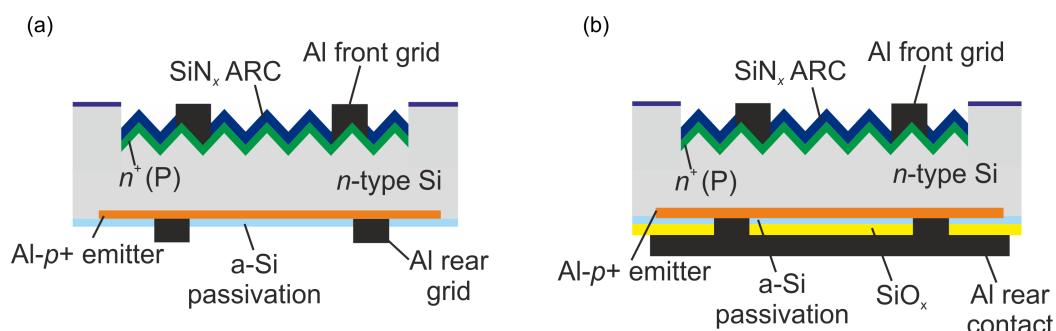 (a)
Al front grid
SiNₓ ARC
n⁺(P)
n-type Si
Al-p+ emitter
a-Si
passivation
Al rear
grid
(b)
Al front grid
SiNₓ ARC
n⁺(P)
n-type Si
Al-p+ emitter
a-Si
passivation
SiOₓ
Al rear
contact